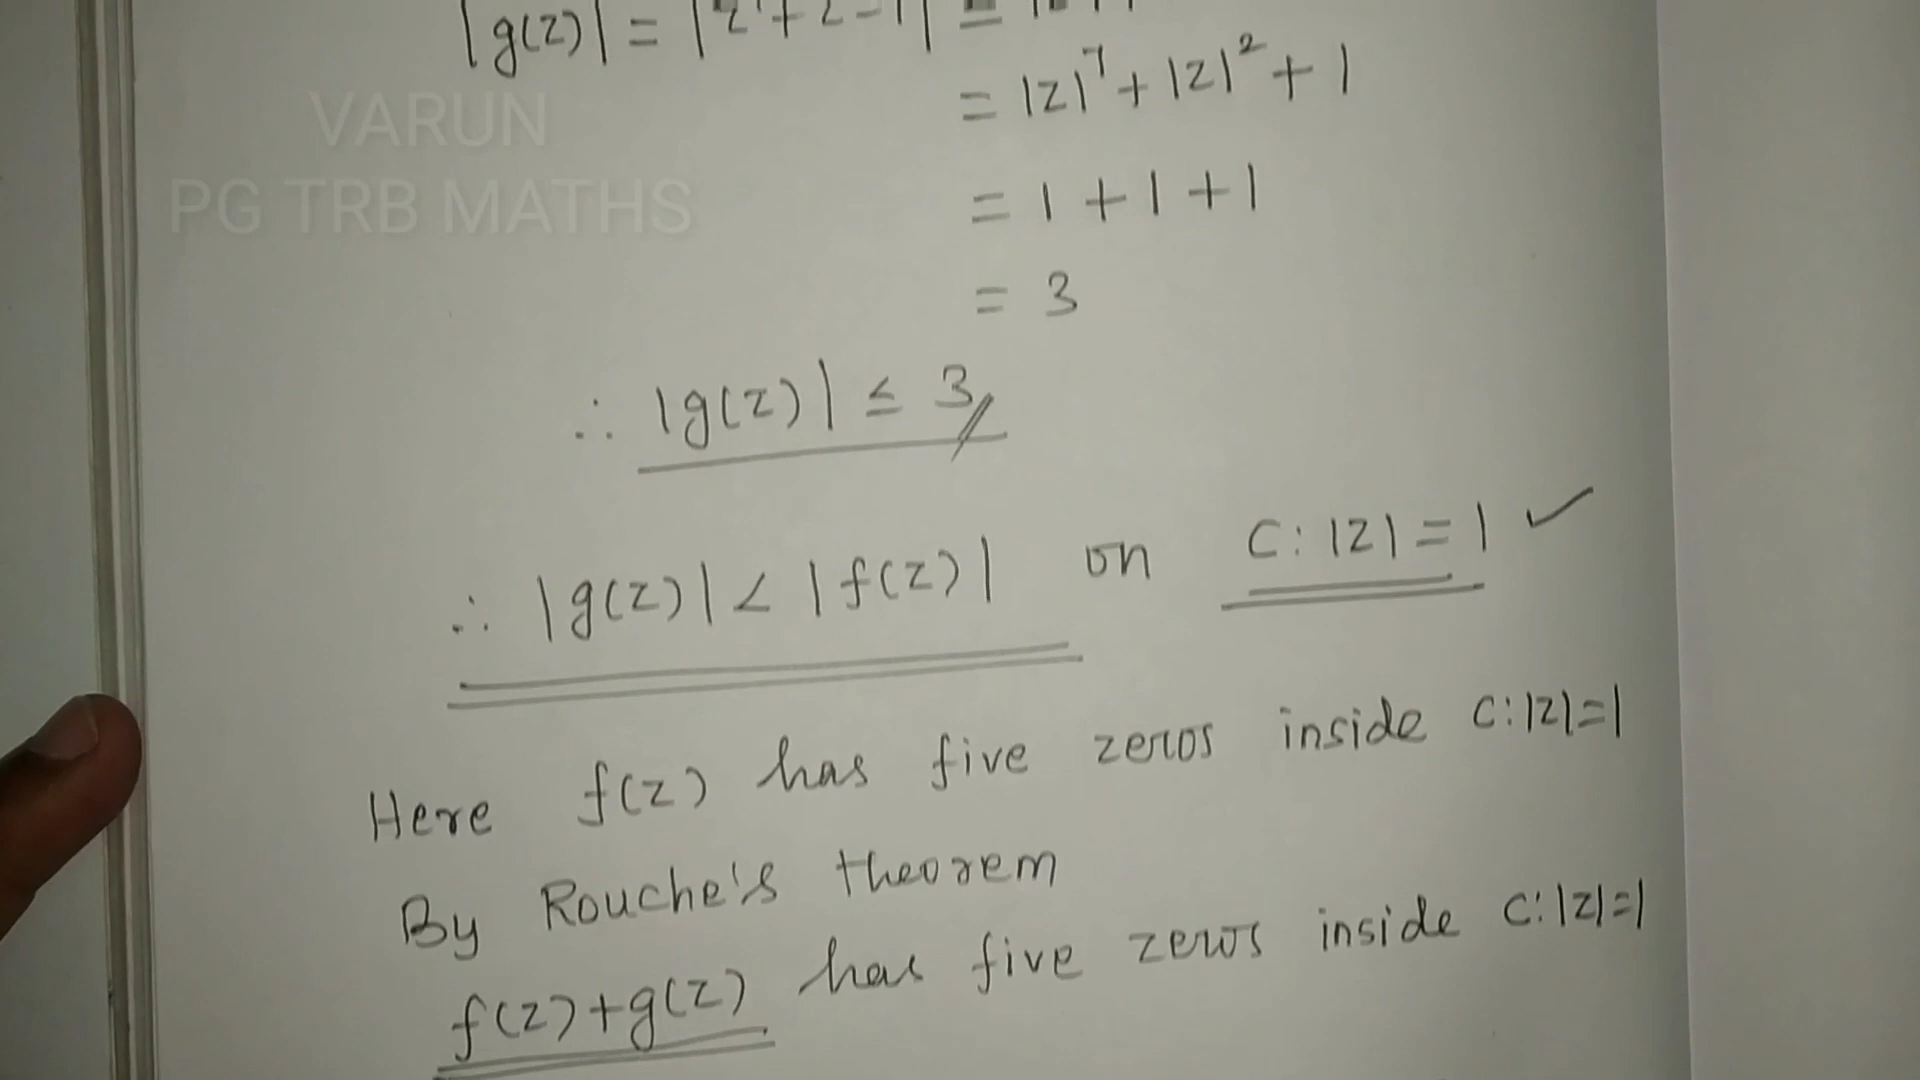 |g(z)| = |z⁷+z²-1| =
= |z|⁷ + |z|² + 1
VARUN
PG TRB MATHS
= 1 + 1 + 1
= 3
∴ |g(z)| ≤ 3
∴ |g(z)| < |f(z)| on C: |z| = 1 ✓
Here f(z) has five zeros inside C: |z|=1
By Rouche's theorem
f(z)+g(z) has five zeros inside C: |z|=1